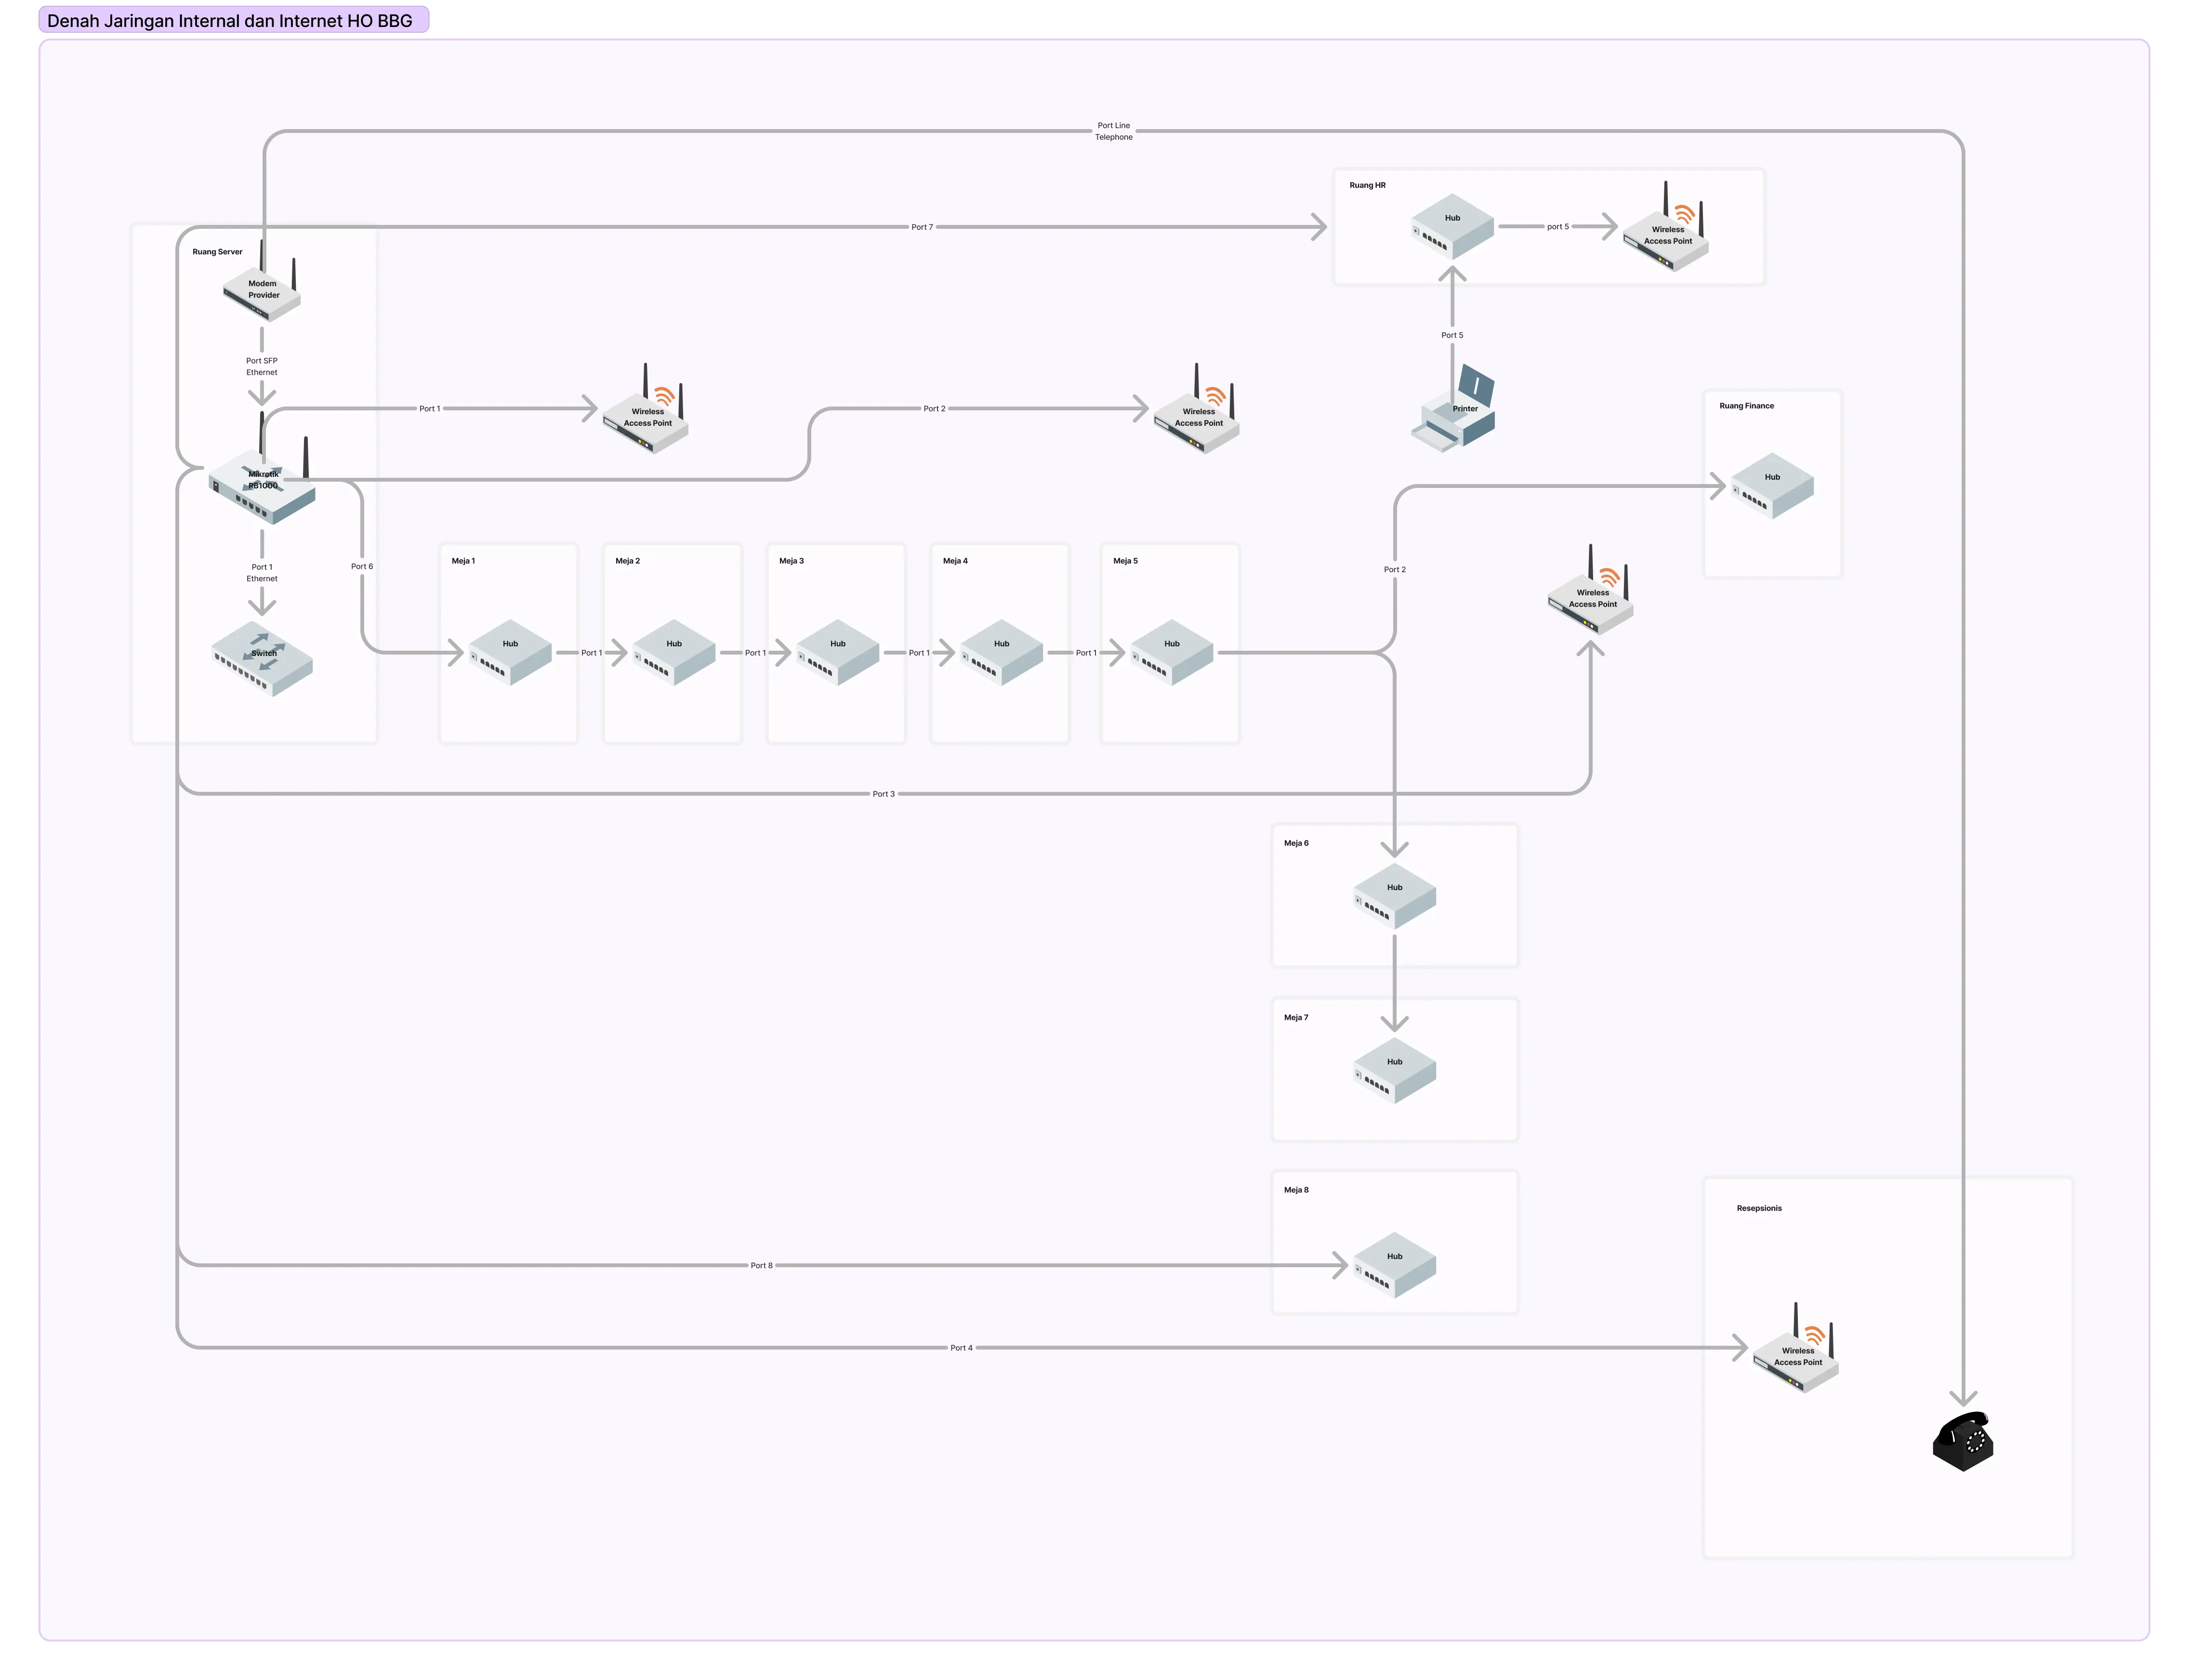 Denah Jaringan Internal dan Internet HO BBG
Port Line
Telephone
Ruang HR
Hub
port 5
Wireless
Access Point
Port 7
Ruang Server
Modem
Provider
Port SFP
Ethernet
Port 5
Port 1
Wireless
Access Point
Port 2
Wireless
Access Point
Printer
Ruang Finance
Hub
Mikrotik
RB1000
Port 1
Ethernet
Port 6
Switch
Meja 1
Hub
Port 1
Meja 2
Hub
Port 1
Meja 3
Hub
Port 1
Meja 4
Hub
Port 1
Meja 5
Hub
Port 2
Wireless
Access Point
Port 3
Meja 6
Hub
Meja 7
Hub
Meja 8
Hub
Port 8
Resepsionis
Port 4
Wireless
Access Point